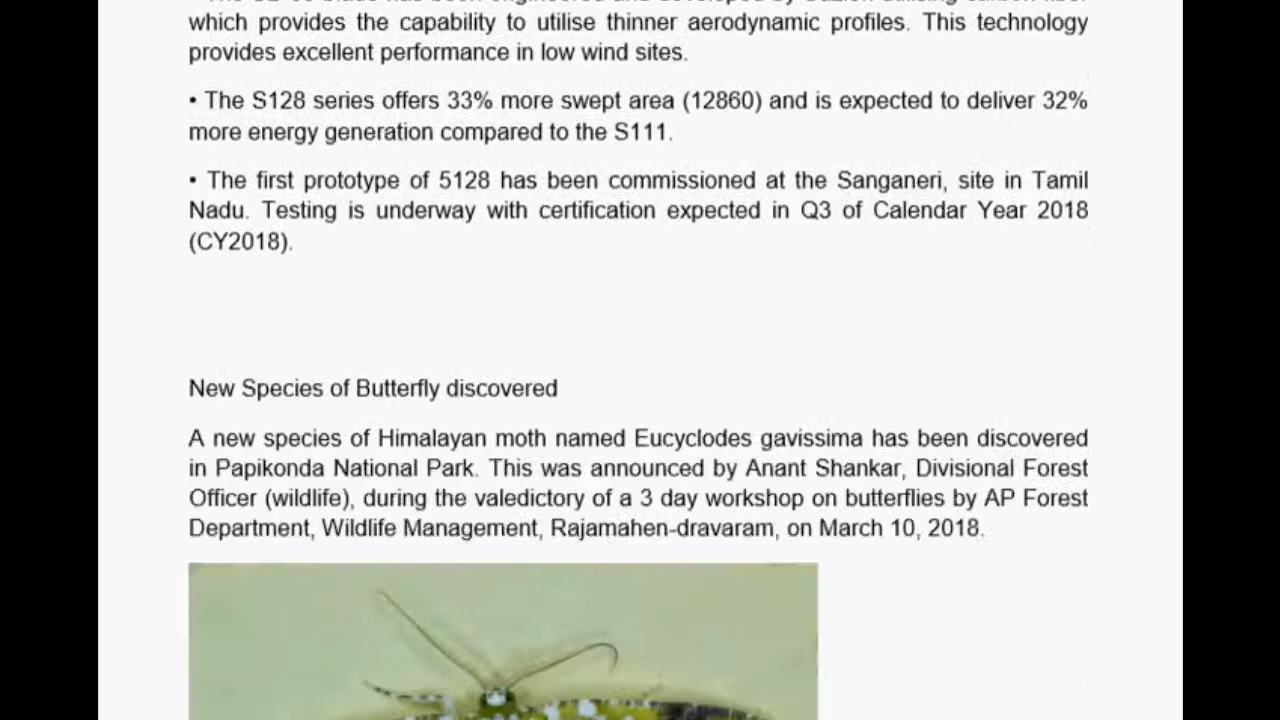 which provides the capability to utilise thinner aerodynamic profiles. This technology
provides excellent performance in low wind sites.
• The S128 series offers 33% more swept area (12860) and is expected to deliver 32%
more energy generation compared to the S111.
• The first prototype of 5128 has been commissioned at the Sanganeri, site in Tamil
Nadu. Testing is underway with certification expected in Q3 of Calendar Year 2018
(CY2018).
New Species of Butterfly discovered
A new species of Himalayan moth named Eucyclodes gavissima has been discovered
in Papikonda National Park. This was announced by Anant Shankar, Divisional Forest
Officer (wildlife), during the valedictory of a 3 day workshop on butterflies by AP Forest
Department, Wildlife Management, Rajamahen-dravaram, on March 10, 2018.